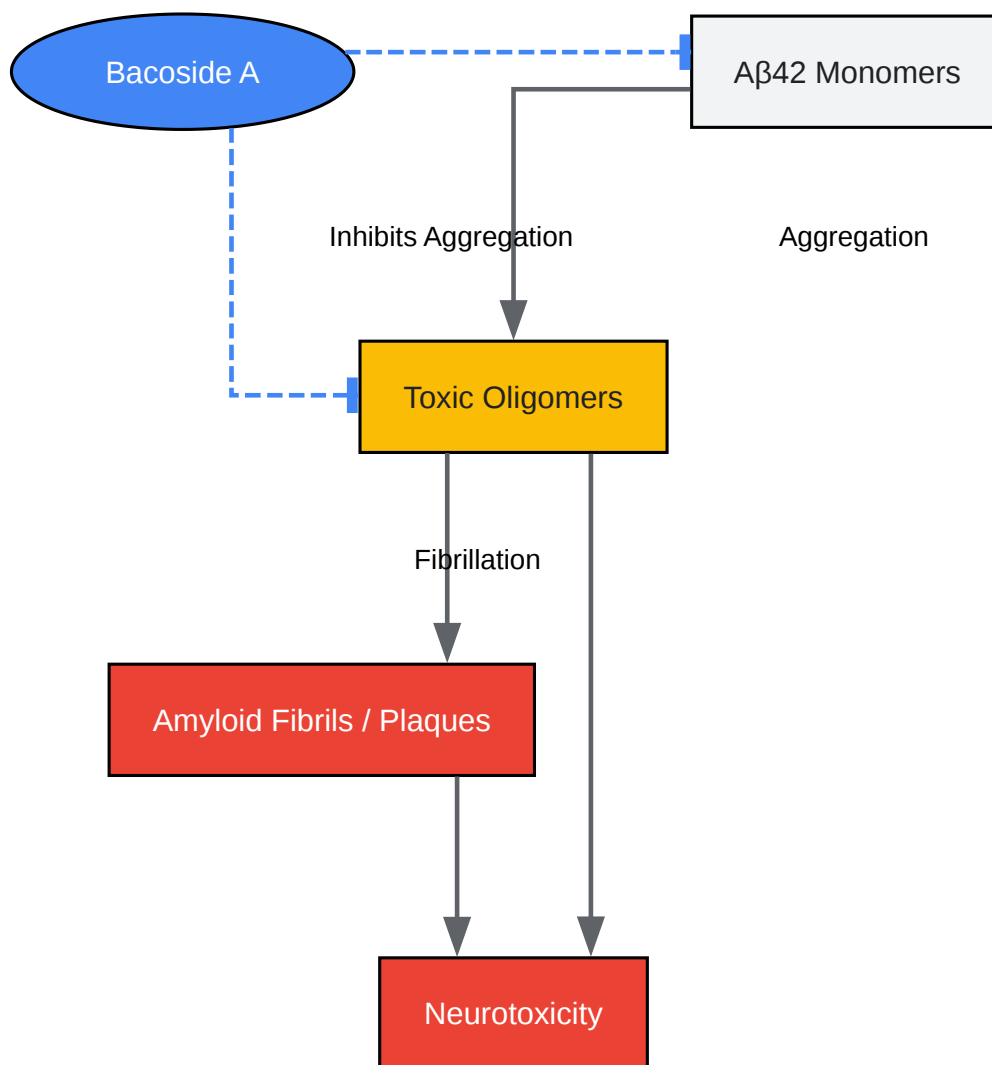 Bacoside A
Aβ42 Monomers
Inhibits Aggregation
Aggregation
Toxic Oligomers
Fibrillation
Amyloid Fibrils / Plaques
Neurotoxicity